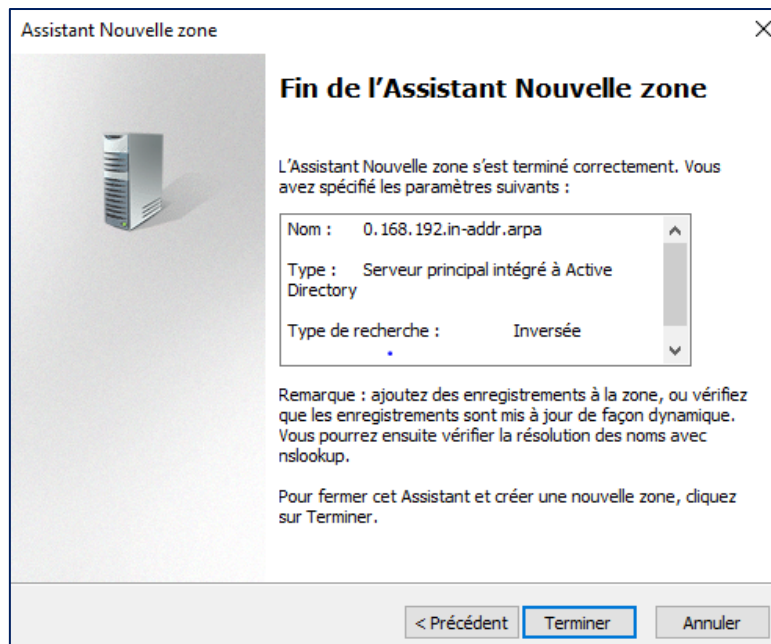 Assistant Nouvelle zone
Fin de l’Assistant Nouvelle zone
L’Assistant Nouvelle zone s’est terminé correctement. Vous
avez spécifié les paramètres suivants :
Nom : 0.168.192.in-addr.arpa
Type : Serveur principal intégré à Active
Directory
Type de recherche : Inversée
Remarque : ajoutez des enregistrements à la zone, ou vérifiez
que les enregistrements sont mis à jour de façon dynamique.
Vous pourrez ensuite vérifier la résolution des noms avec
nslookup.
Pour fermer cet Assistant et créer une nouvelle zone, cliquez
sur Terminer.
< Précédent Terminer Annuler